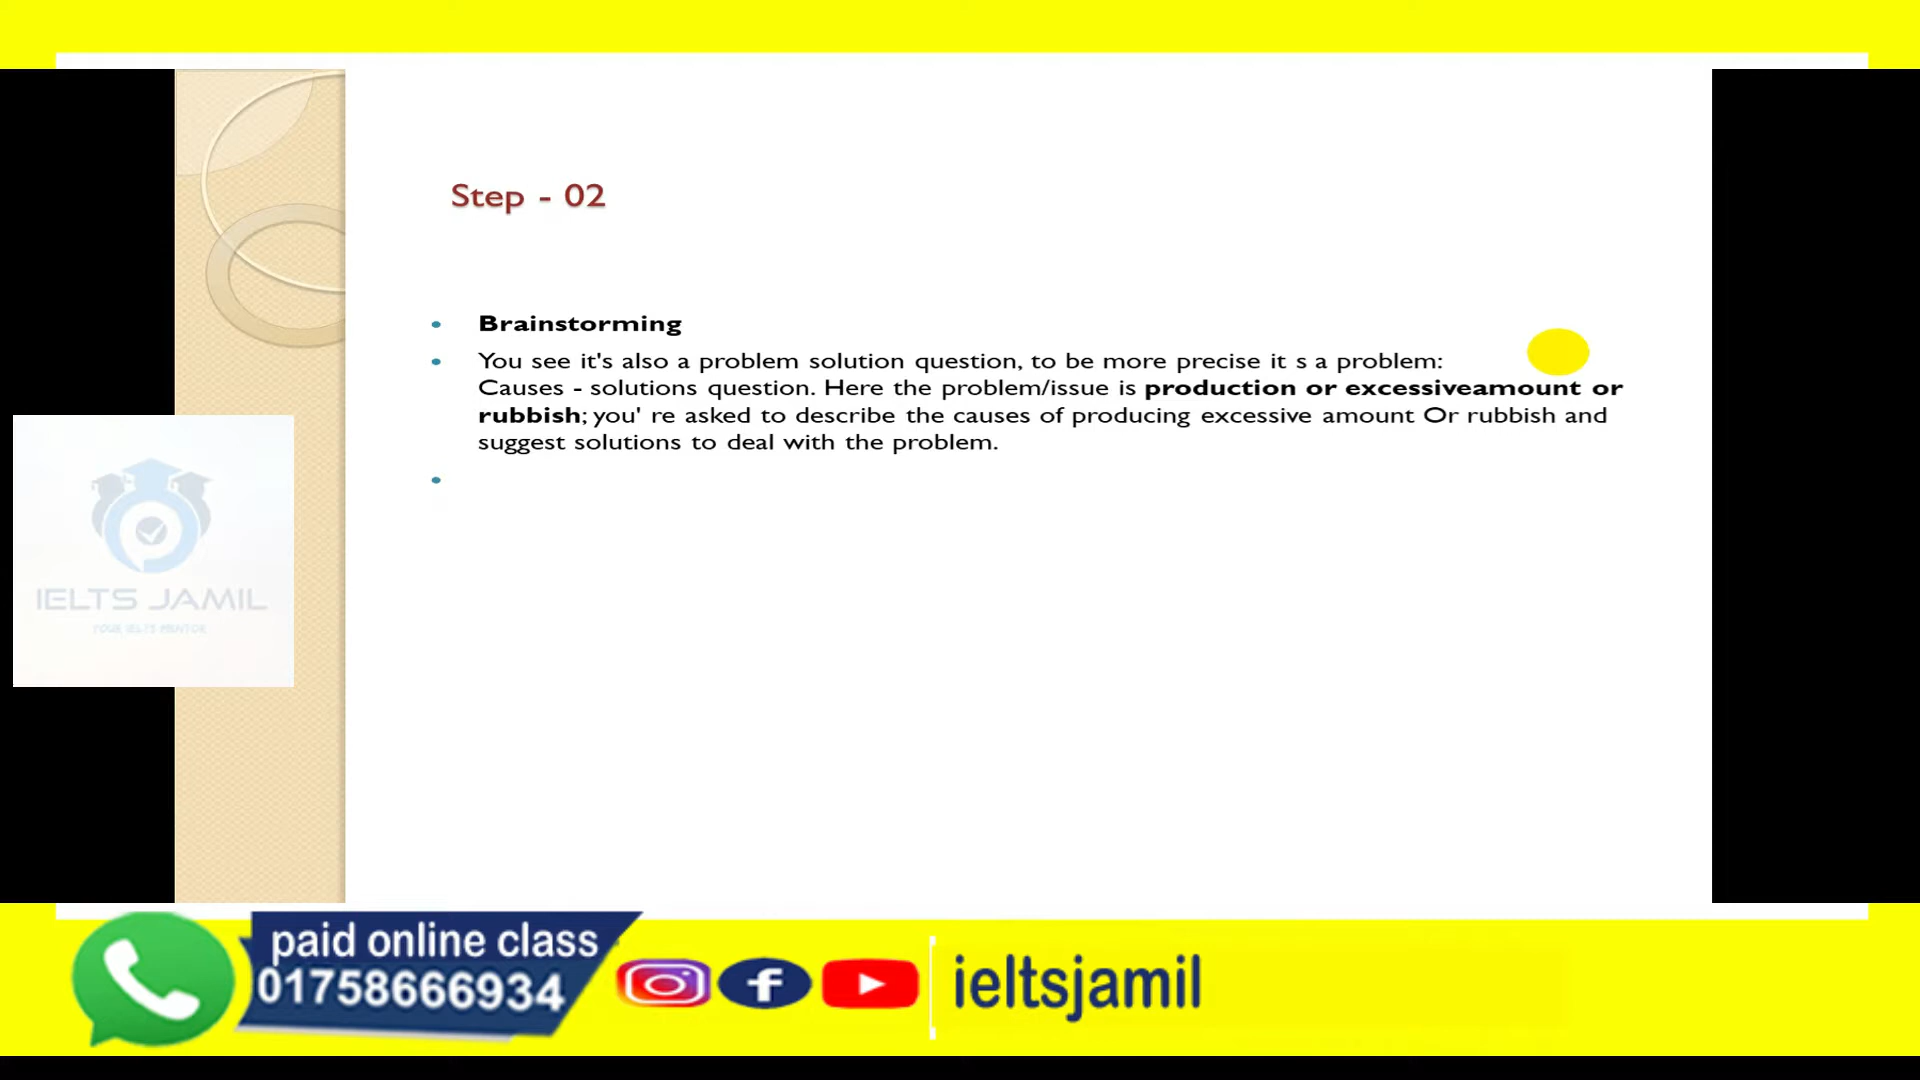 Step - 02
Brainstorming
You see it's also a problem solution question, to be more precise it s a problem:
Causes - solutions question. Here the problem/issue is production or excessiveamount or
rubbish; you' re asked to describe the causes of producing excessive amount Or rubbish and
suggest solutions to deal with the problem.
IELTS JAMIL
YOUR IELTS MENTOR
paid online class
01758666934
ieltsjamil